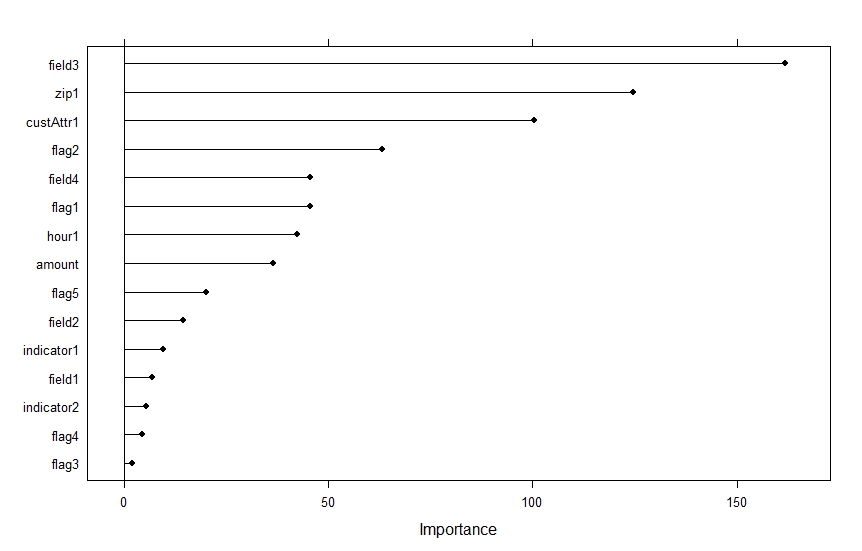 field3
zip1
custAttr1
flag2
field4
flag1
hour1
amount
flag5
field2
indicator1
field1
indicator2
flag4
flag3
0 50 100 150
Importance